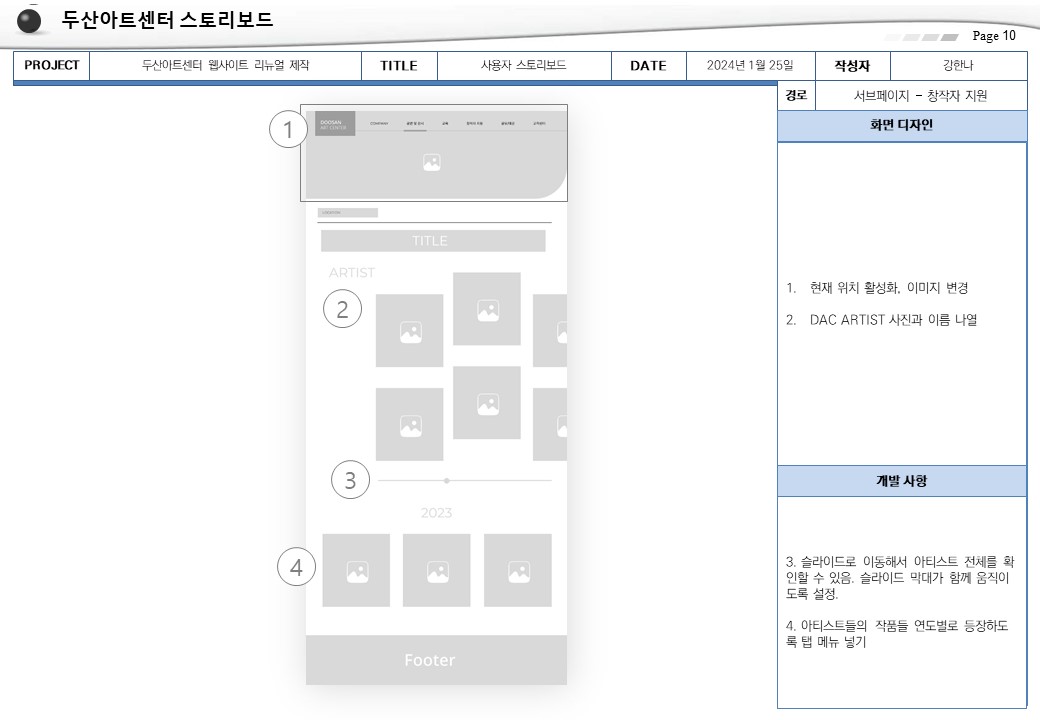 두산아트센터 스토리보드
Page 10
PROJECT 두산아트센터 웹사이트 리뉴얼 제작 TITLE 사용자 스토리보드 DATE 2024년 1월 25일 작성자 강한나
경로 서브페이지 – 창작자 지원
화면 디자인
1. 현재 위치 활성화, 이미지 변경
2. DAC ARTIST 사진과 이름 나열
개발 사항
3. 슬라이드로 이동해서 아티스트 전체를 확
인할 수 있음. 슬라이드 막대가 함께 움직이
도록 설정.
4. 아티스트들의 작품들 연도별로 등장하도
록 탭 메뉴 넣기
1
DOOSAN
ART CENTER
TITLE
ARTIST
2
3
2023
4
Footer